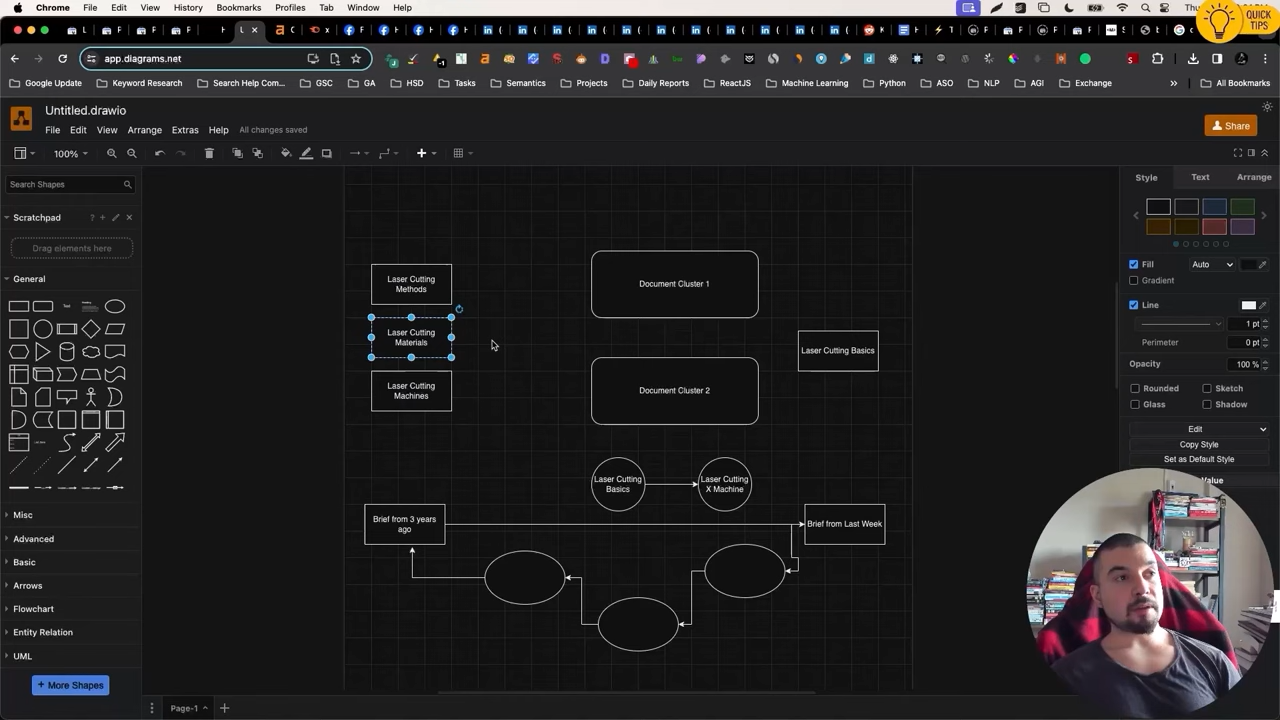 Chrome File Edit View History Bookmarks Profiles Tab Window Help
QUICK
TIPS
app.diagrams.net
Google Update Keyword Research Search Help Com... GSC GA HSD Tasks Semantics Projects Daily Reports ReactJS Machine Learning Python ASO NLP AGI Exchange » All Bookmarks
Untitled.drawio
File Edit View Arrange Extras Help All changes saved
Share
100%
Search Shapes
Scratchpad
Drag elements here
General
Misc
Advanced
Basic
Arrows
Flowchart
Entity Relation
UML
+ More Shapes
Laser Cutting
Methods
Laser Cutting
Materials
Laser Cutting
Machines
Document Cluster 1
Document Cluster 2
Laser Cutting Basics
Laser Cutting
Basics
Laser Cutting
X Machine
Brief from 3 years
ago
Brief from Last Week
Style Text Arrange
Fill Auto
Gradient
Line 1 pt
Perimeter 0 pt
Opacity 100 %
Rounded Sketch
Glass Shadow
Edit
Copy Style
Set as Default Style
Value
Page-1